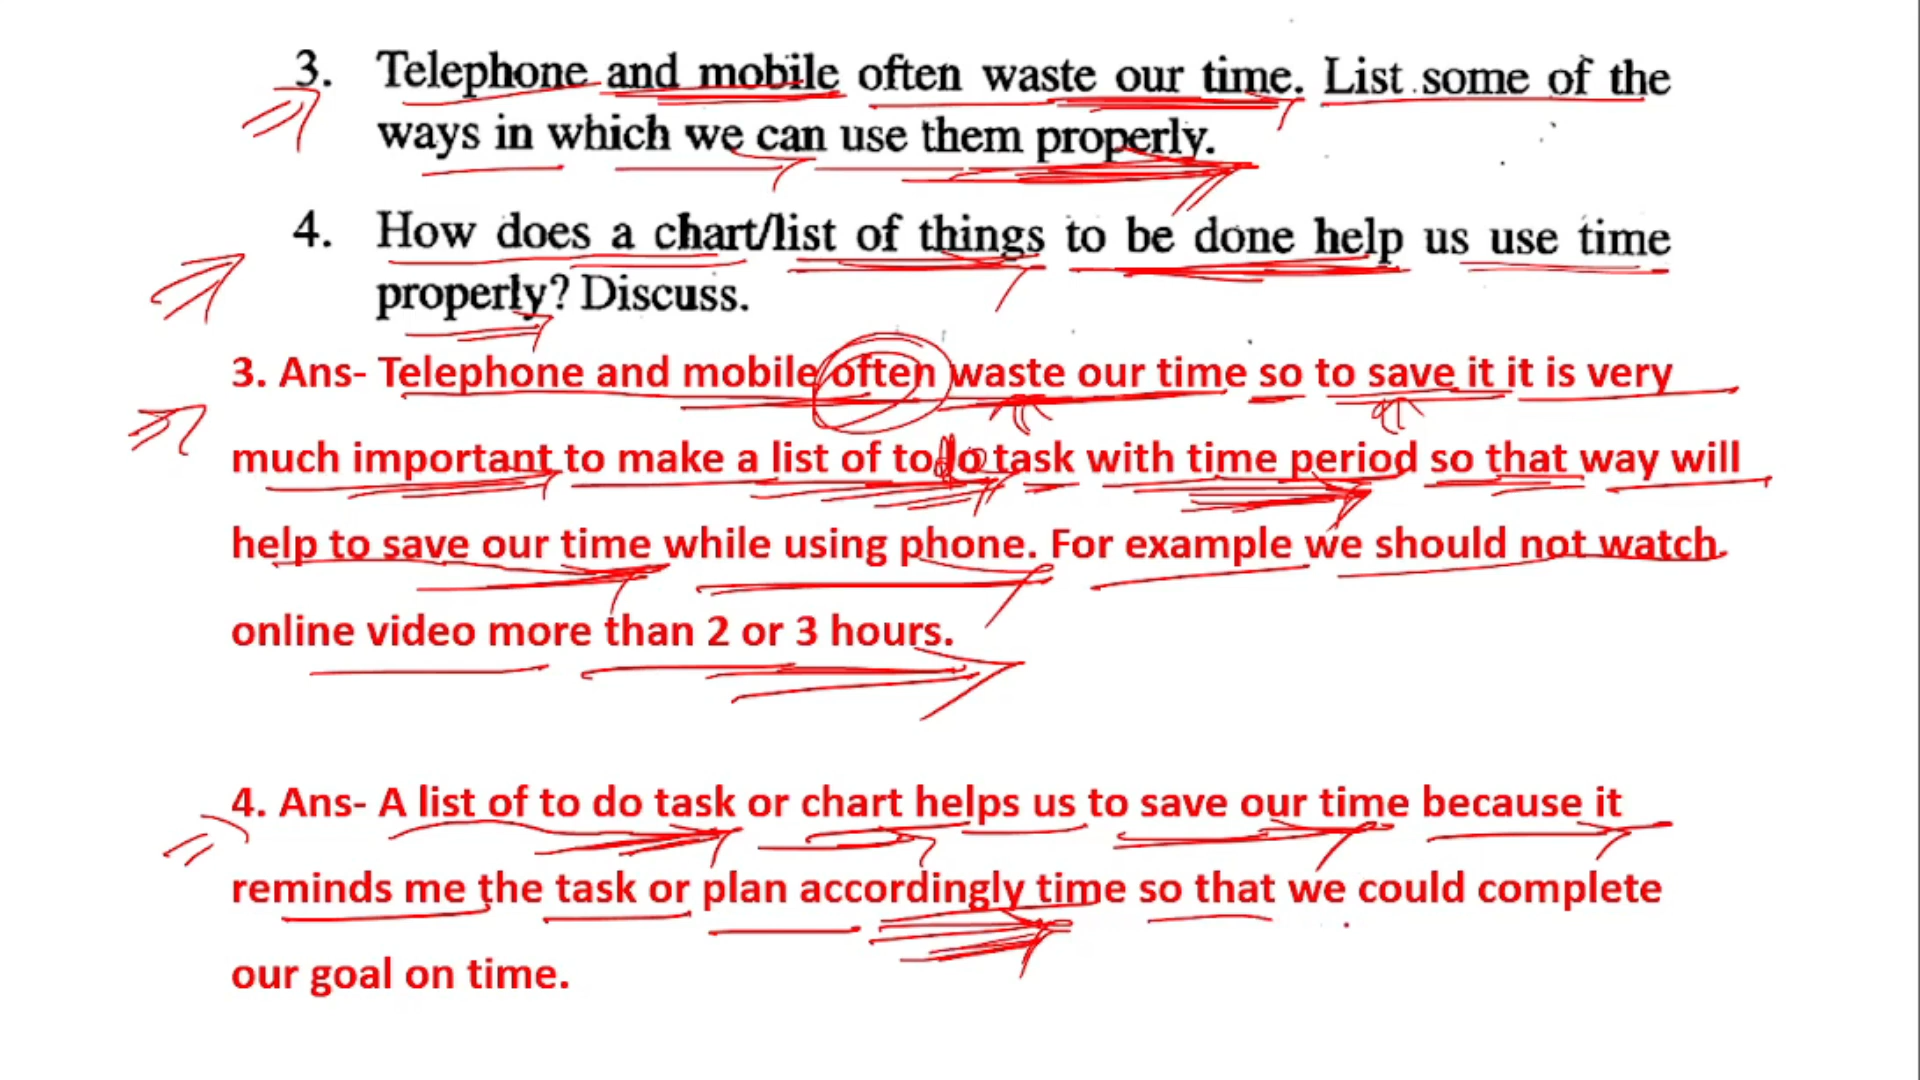 3. Telephone and mobile often waste our time. List some of the
ways in which we can use them properly.
4. How does a chart/list of things to be done help us use time
properly? Discuss.
3. Ans- Telephone and mobile often waste our time so to save it it is very
much important to make a list of to do task with time period so that way will
help to save our time while using phone. For example we should not watch
online video more than 2 or 3 hours.
4. Ans- A list of to do task or chart helps us to save our time because it
reminds me the task or plan accordingly time so that we could complete
our goal on time.